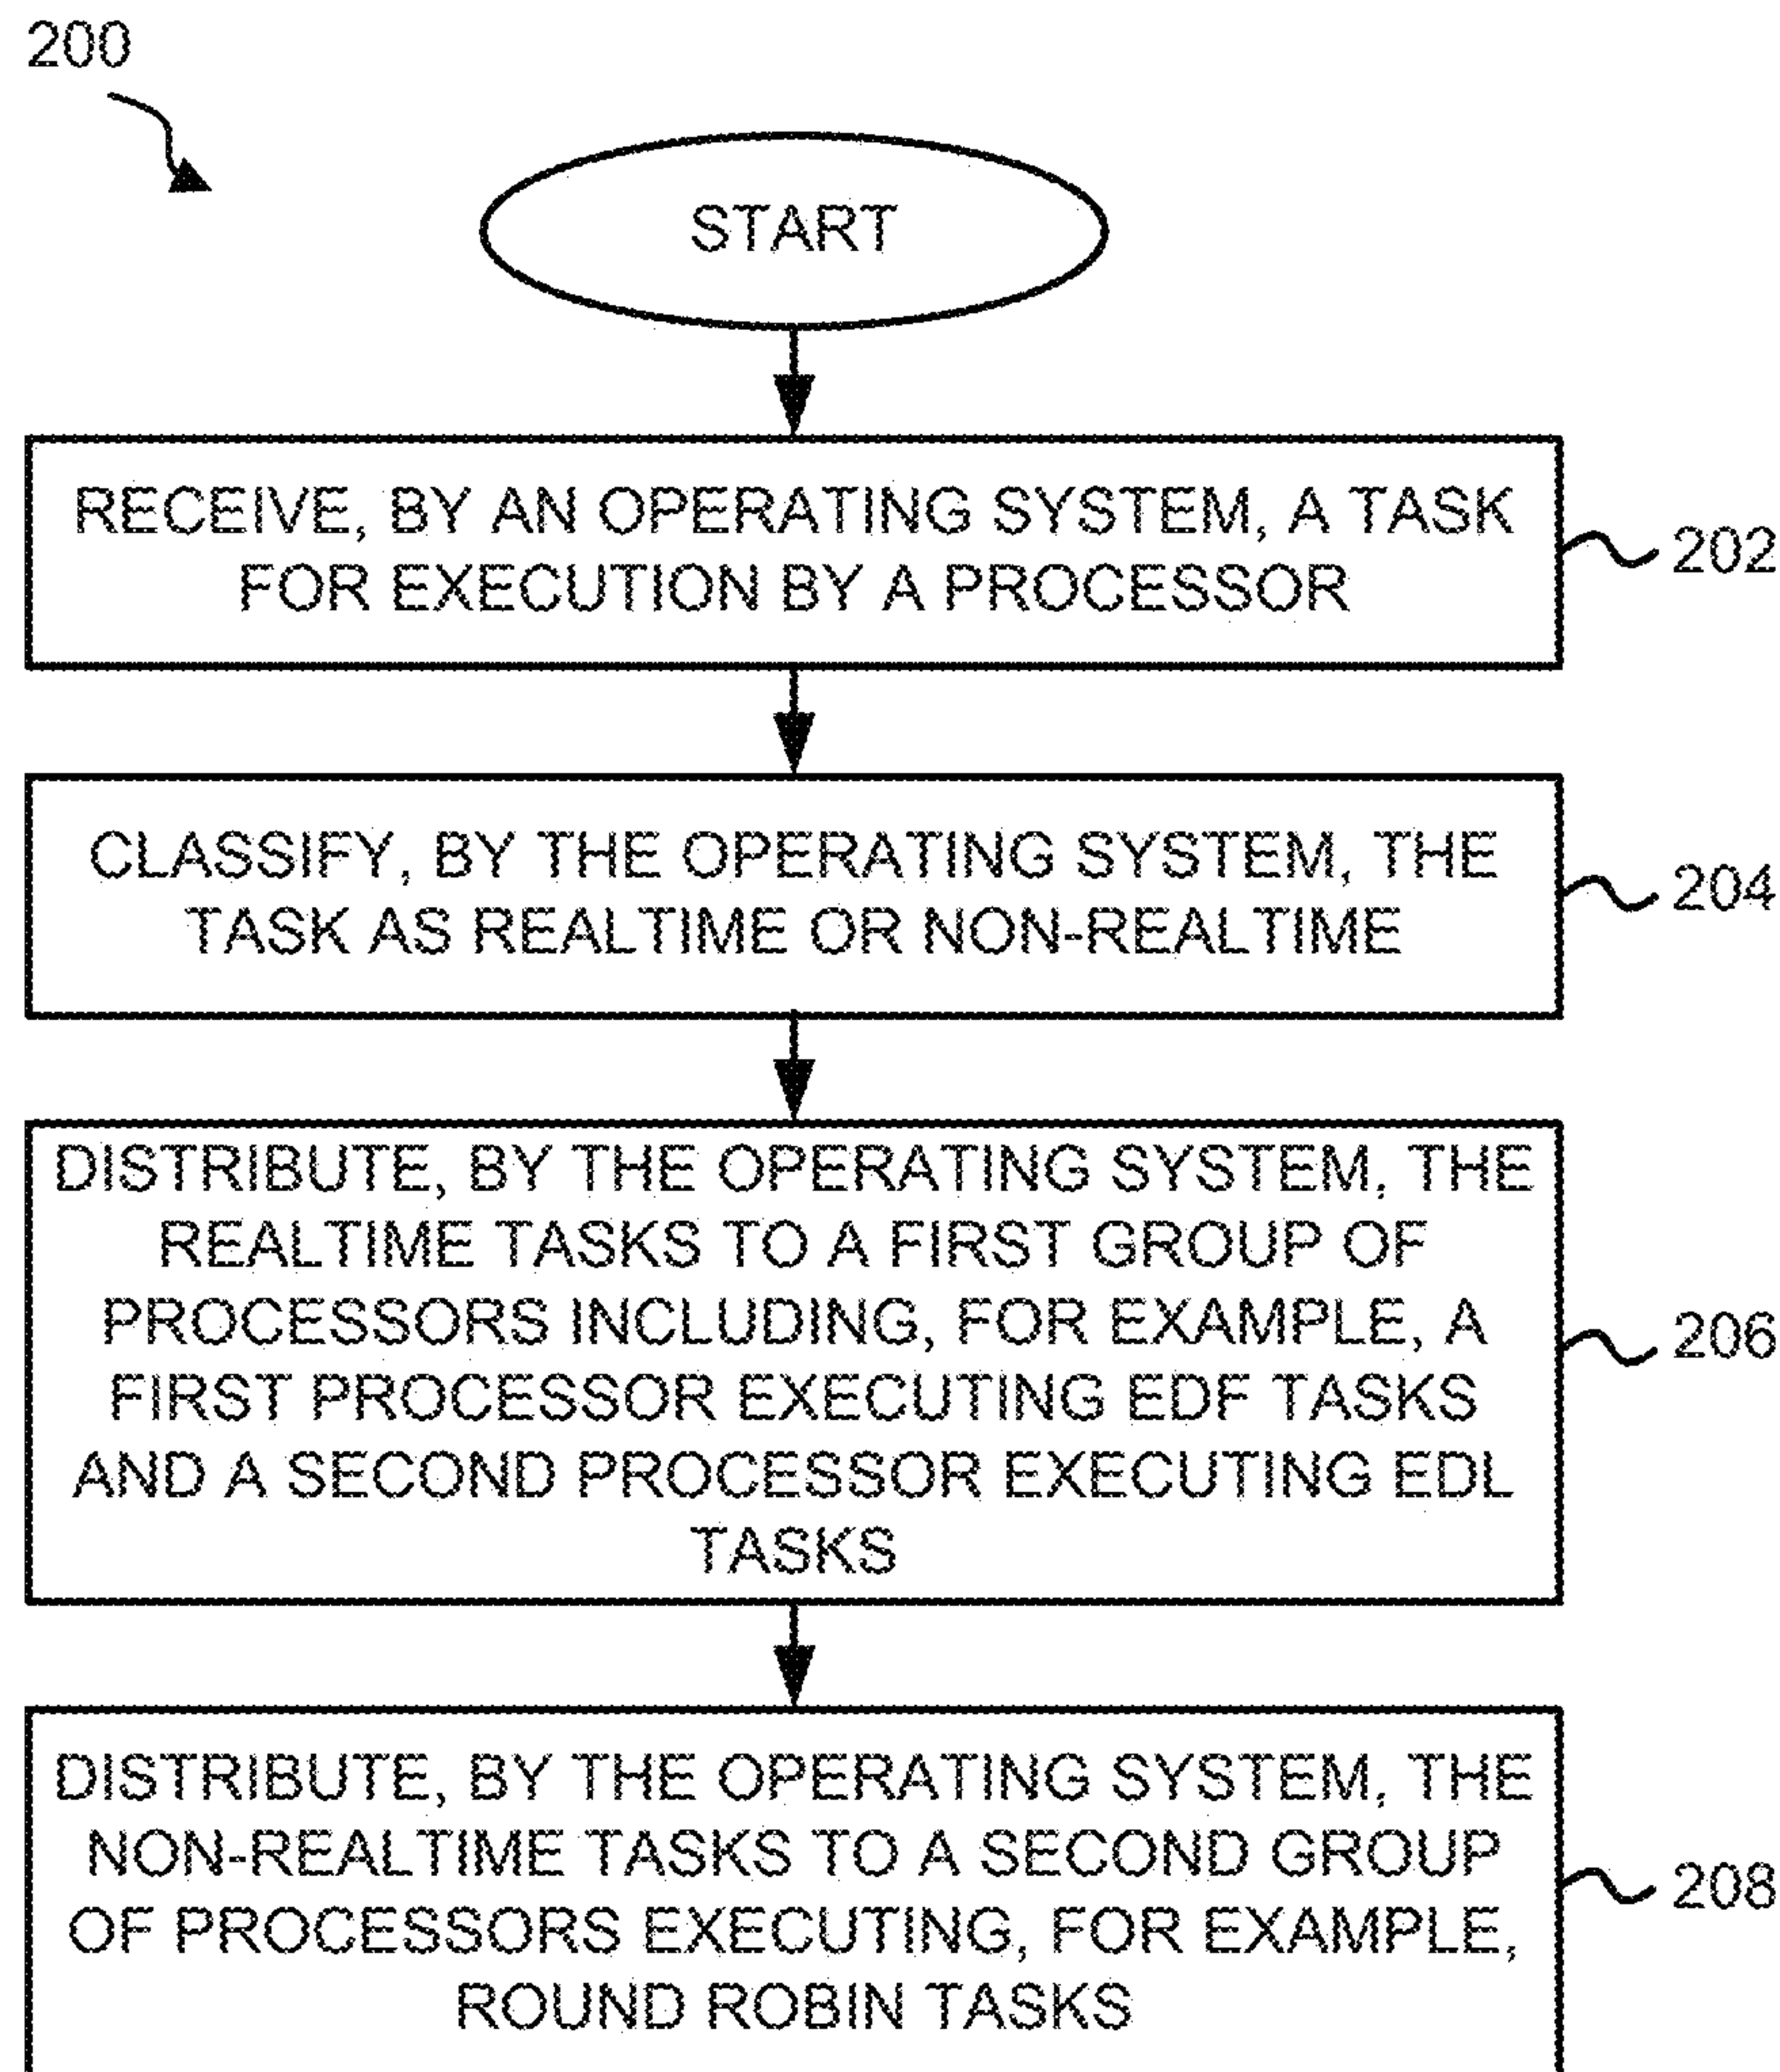 200
START
RECEIVE, BY AN OPERATING SYSTEM, A TASK
FOR EXECUTION BY A PROCESSOR
202
CLASSIFY, BY THE OPERATING SYSTEM, THE
TASK AS REALTIME OR NON-REALTIME
204
DISTRIBUTE, BY THE OPERATING SYSTEM, THE
REALTIME TASKS TO A FIRST GROUP OF
PROCESSORS INCLUDING, FOR EXAMPLE, A
FIRST PROCESSOR EXECUTING EDF TASKS
AND A SECOND PROCESSOR EXECUTING EDL
TASKS
206
DISTRIBUTE, BY THE OPERATING SYSTEM, THE
NON-REALTIME TASKS TO A SECOND GROUP
OF PROCESSORS EXECUTING, FOR EXAMPLE,
ROUND ROBIN TASKS
208